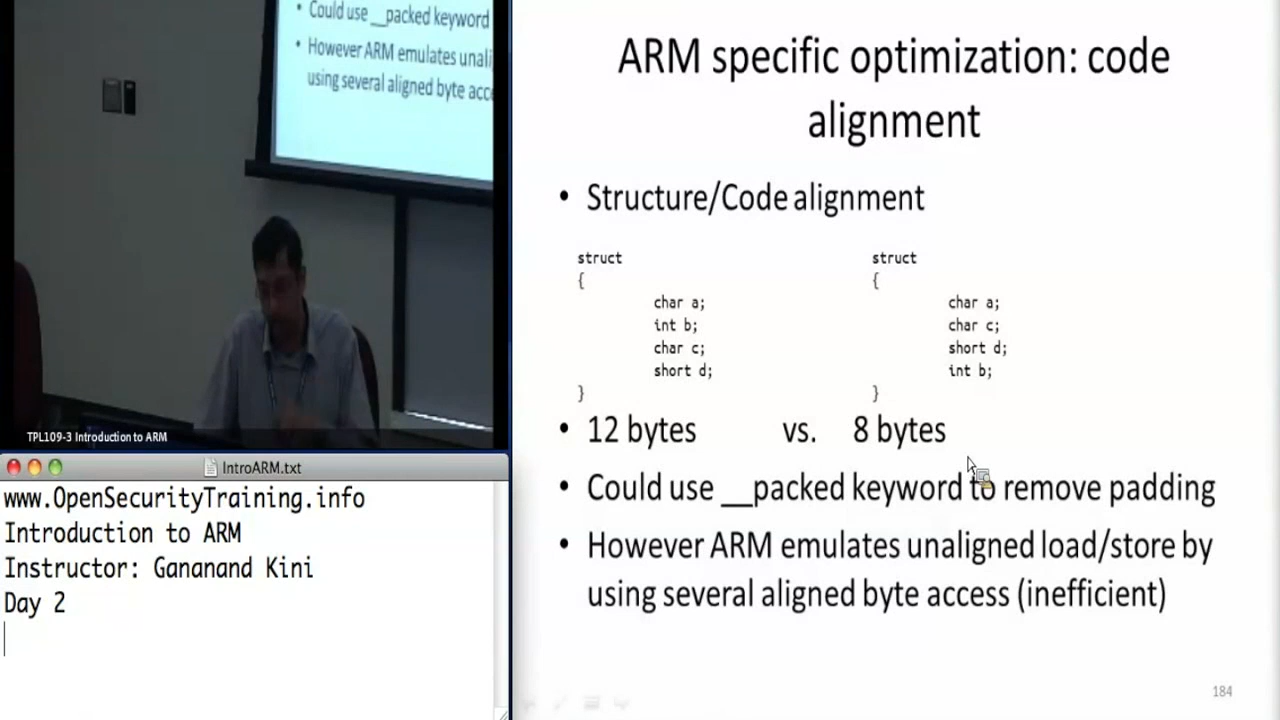 • Could use __packed keyword
• However ARM emulates unali
using several aligned byte acce
TPL109-3 Introduction to ARM
IntroARM.txt
www.OpenSecurityTraining.info
Introduction to ARM
Instructor: Gananand Kini
Day 2
ARM specific optimization: code
alignment
• Structure/Code alignment
struct
{
char a;
int b;
char c;
short d;
}
struct
{
char a;
char c;
short d;
int b;
}
• 12 bytes vs. 8 bytes
• Could use __packed keyword to remove padding
• However ARM emulates unaligned load/store by
using several aligned byte access (inefficient)
184